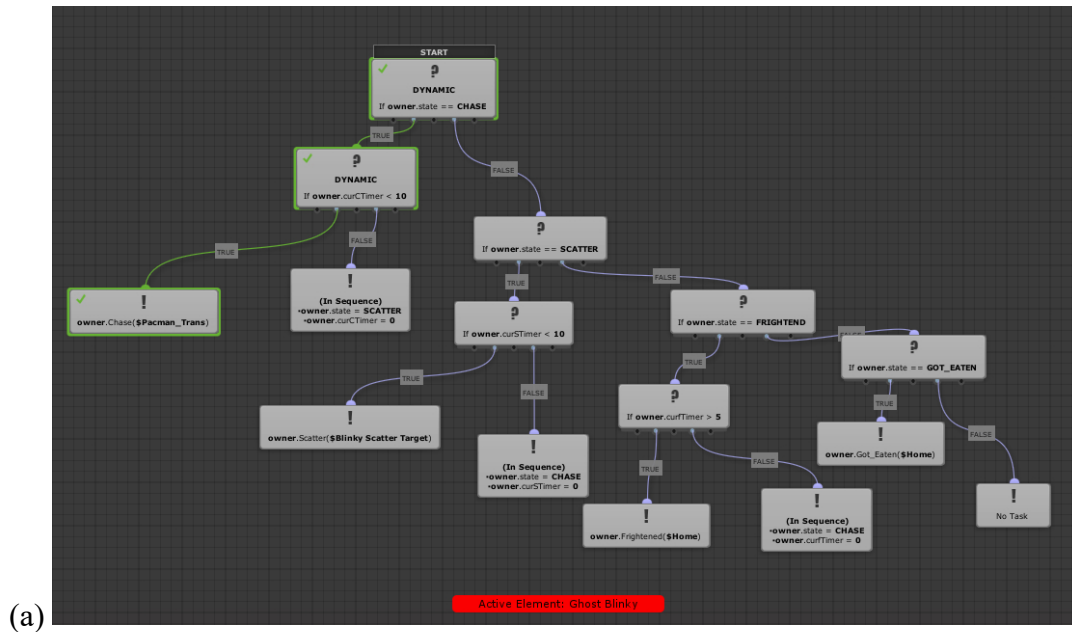 START
?
DYNAMIC
If owner.state == CHASE
TRUE
FALSE
?
DYNAMIC
If owner.curCTimer < 10
TRUE
FALSE
?
If owner.state == SCATTER
TRUE
FALSE
!
owner.Chase($Pacman_Trans)
!
(In Sequence)
•owner.state = SCATTER
•owner.curCTimer = 0
?
If owner.curSTimer < 10
TRUE
FALSE
?
If owner.state == FRIGHTEND
TRUE
?
If owner.state == GOT_EATEN
TRUE
FALSE
!
owner.Scatter($Blinky Scatter Target)
!
(In Sequence)
•owner.state = CHASE
•owner.curSTimer = 0
?
If owner.curfTimer > 5
TRUE
FALSE
!
owner.Got_Eaten($Home)
!
No Task
!
owner.Frightened($Home)
!
(In Sequence)
•owner.state = CHASE
•owner.curfTimer = 0
Active Element: Ghost Blinky
(a)